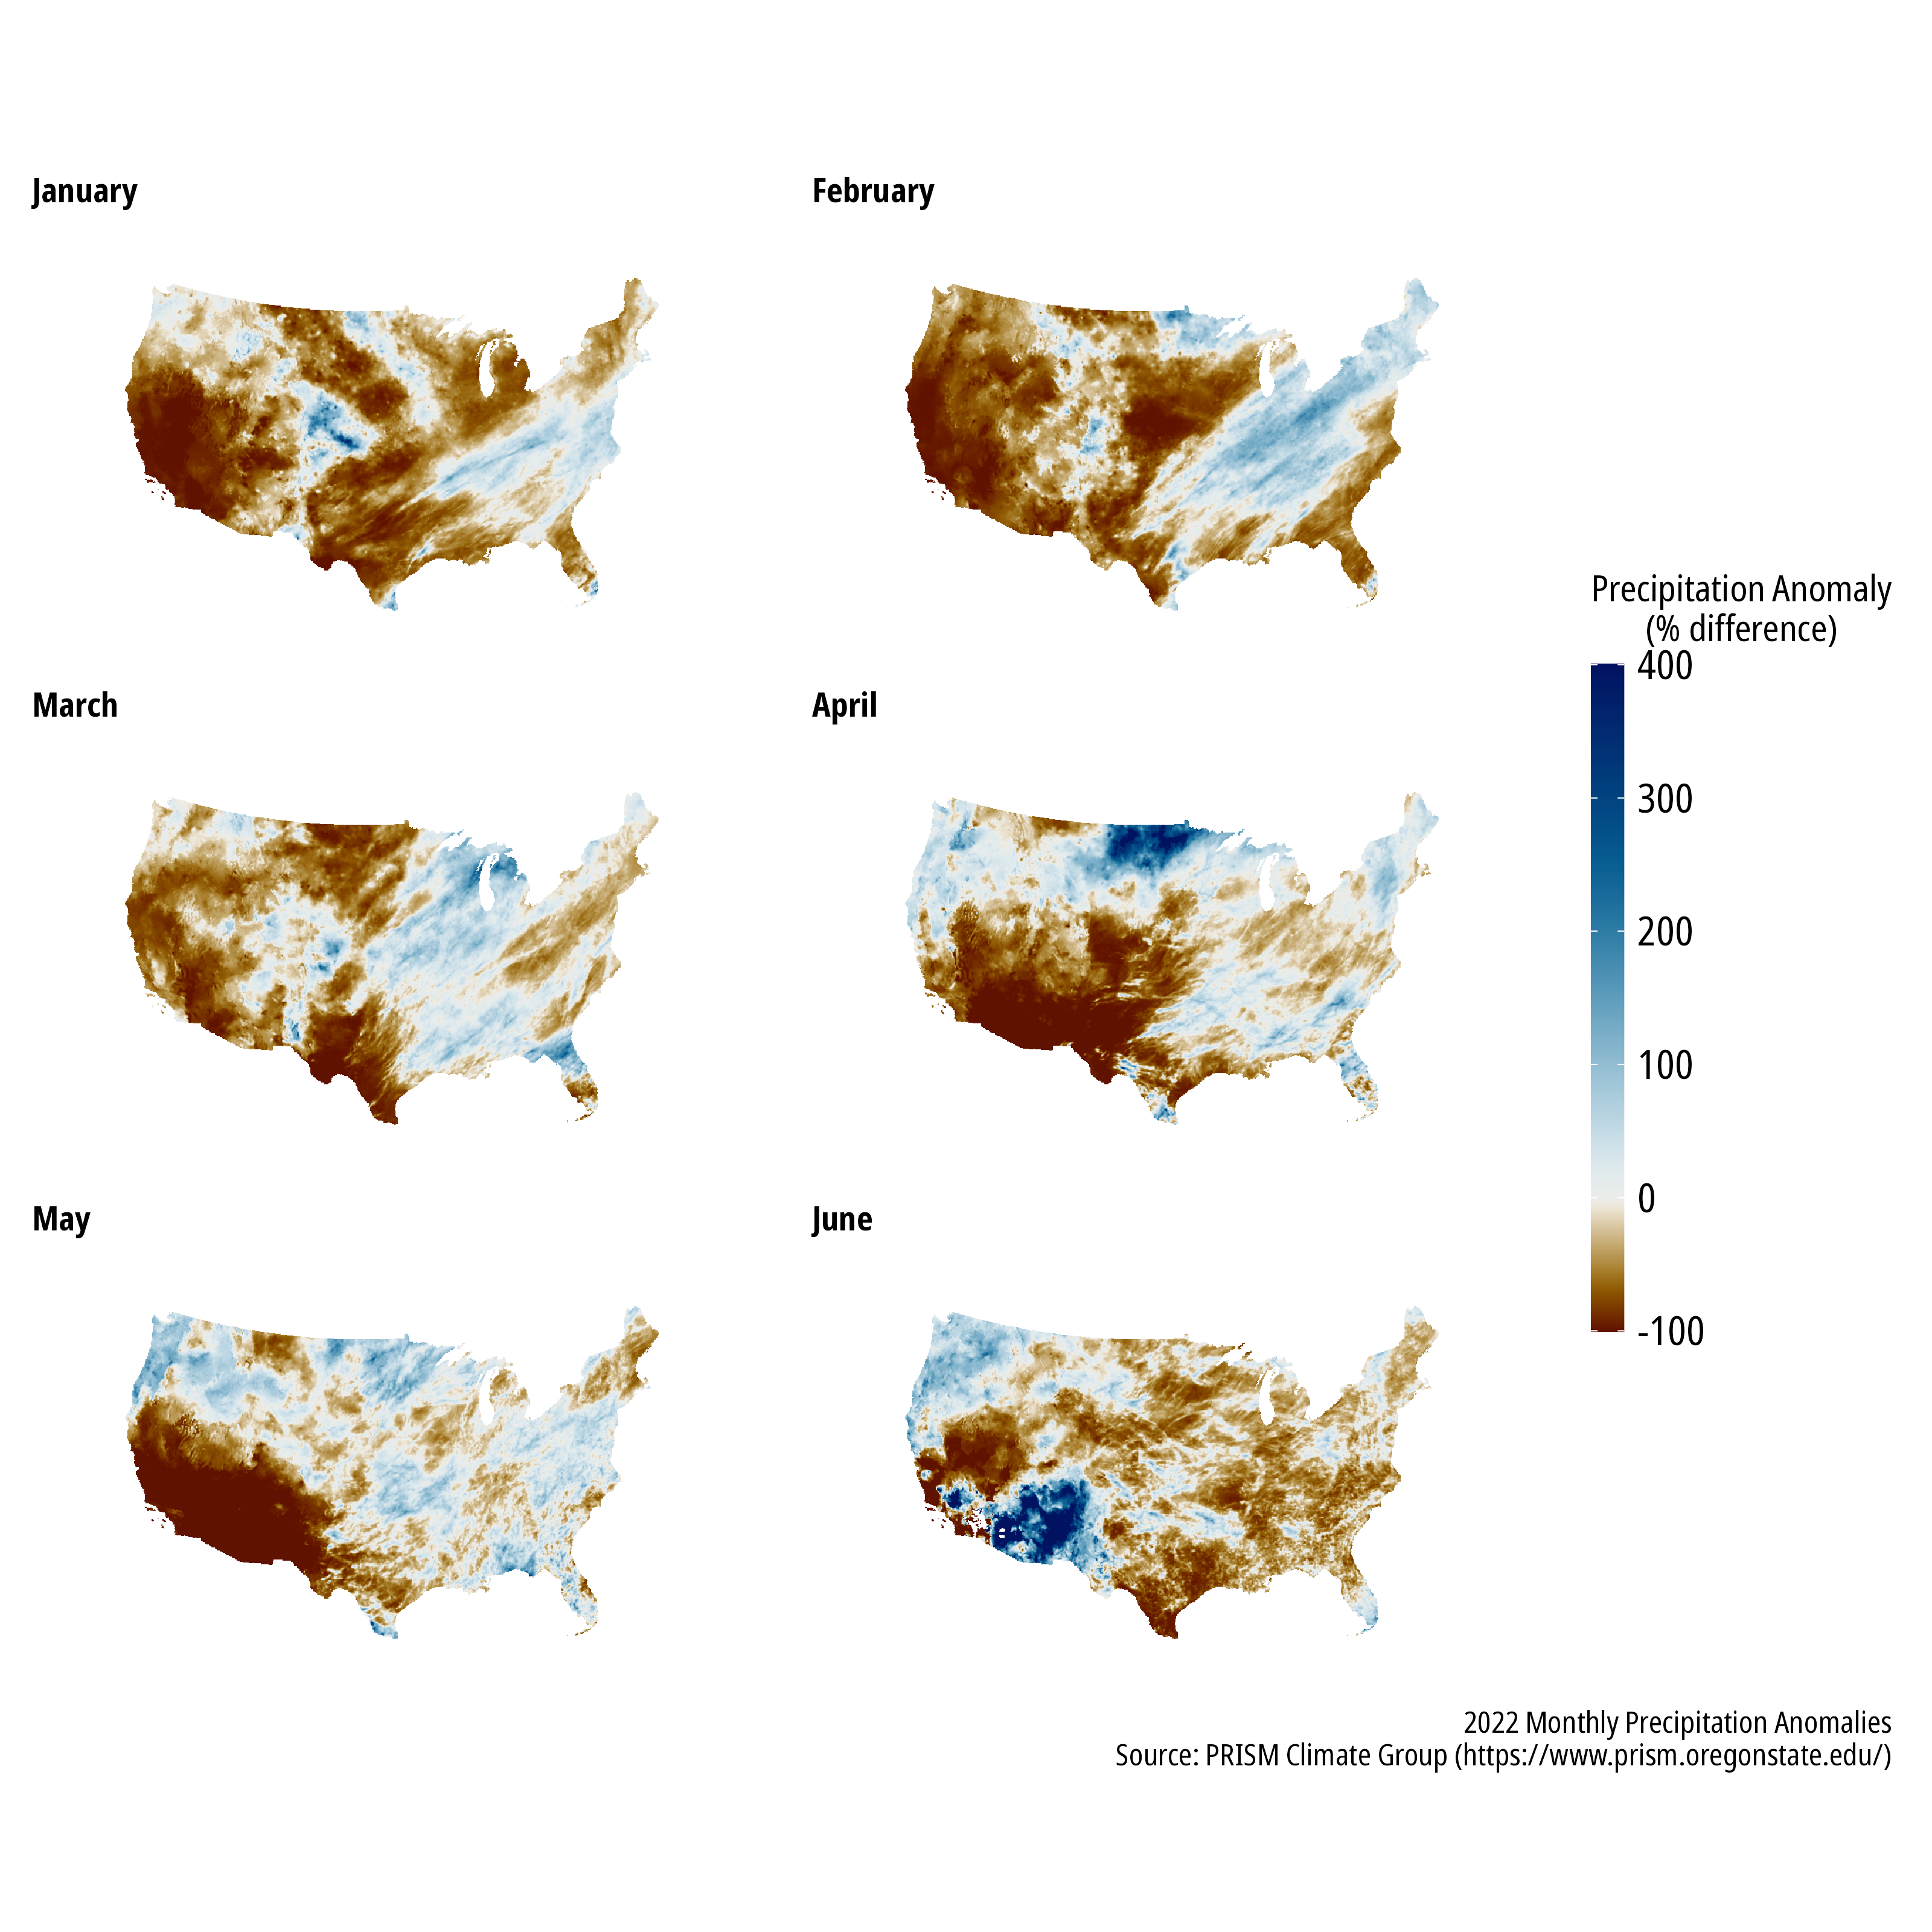 January
February
March
April
May
June
Precipitation Anomaly
(% difference)
400
300
200
100
0
-100
2022 Monthly Precipitation Anomalies
Source: PRISM Climate Group (https://www.prism.oregonstate.edu/)